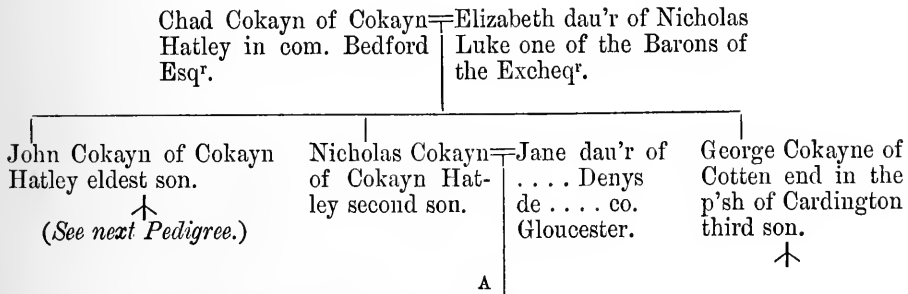 Chad Cokayn of Cokayn
Hatley in com. Bedford
Esqʳ.
Elizabeth dau'r of Nicholas
Luke one of the Barons of
the Excheqʳ.
John Cokayn of Cokayn
Hatley eldest son.
(See next Pedigree.)
Nicholas Cokayn
of Cokayn Hat-
ley second son.
Jane dau'r of
.... Denys
de .... co.
Gloucester.
George Cokayne of
Cotten end in the
p'sh of Cardington
third son.
A